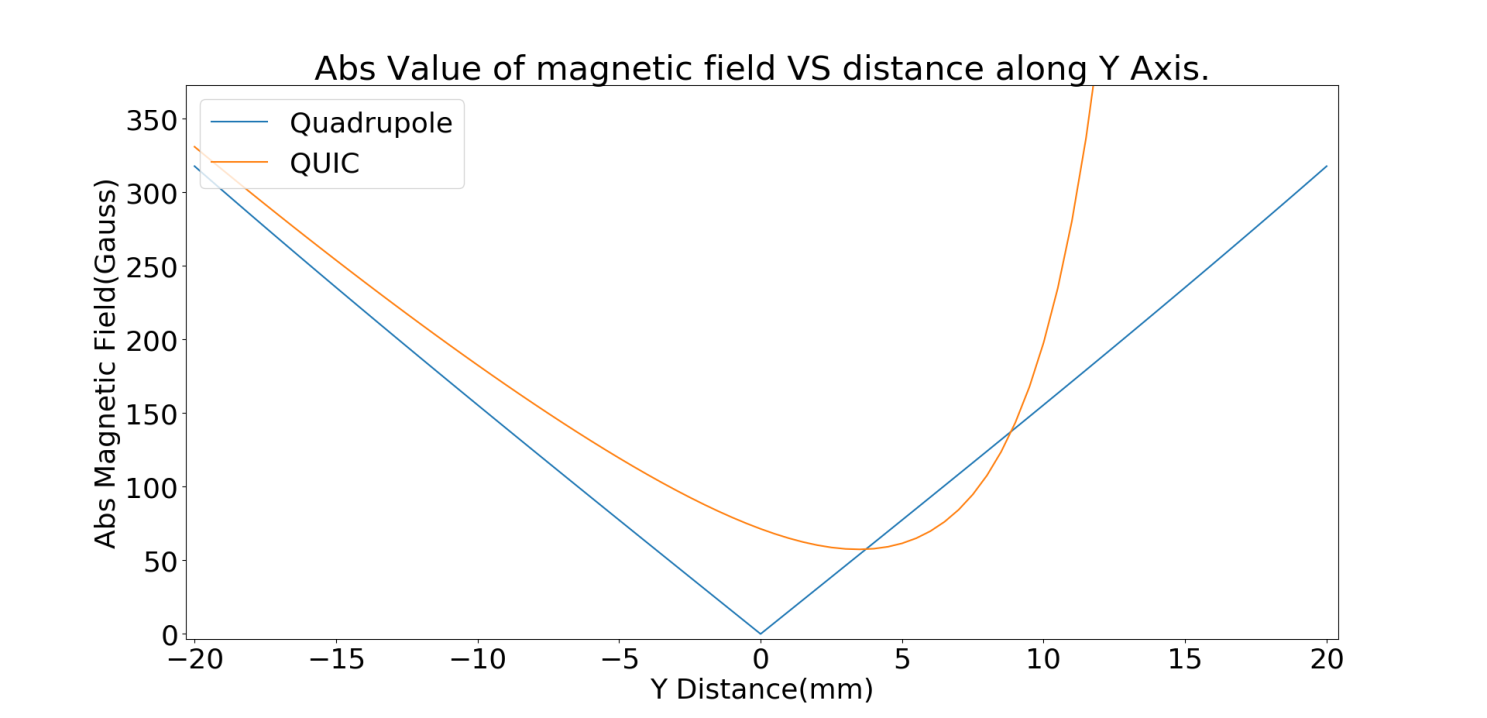 Abs Value of magnetic field VS distance along Y Axis.
Quadrupole
QUIC
Abs Magnetic Field(Gauss)
350
300
250
200
150
100
50
0
−20 −15 −10 −5 0 5 10 15 20
Y Distance(mm)